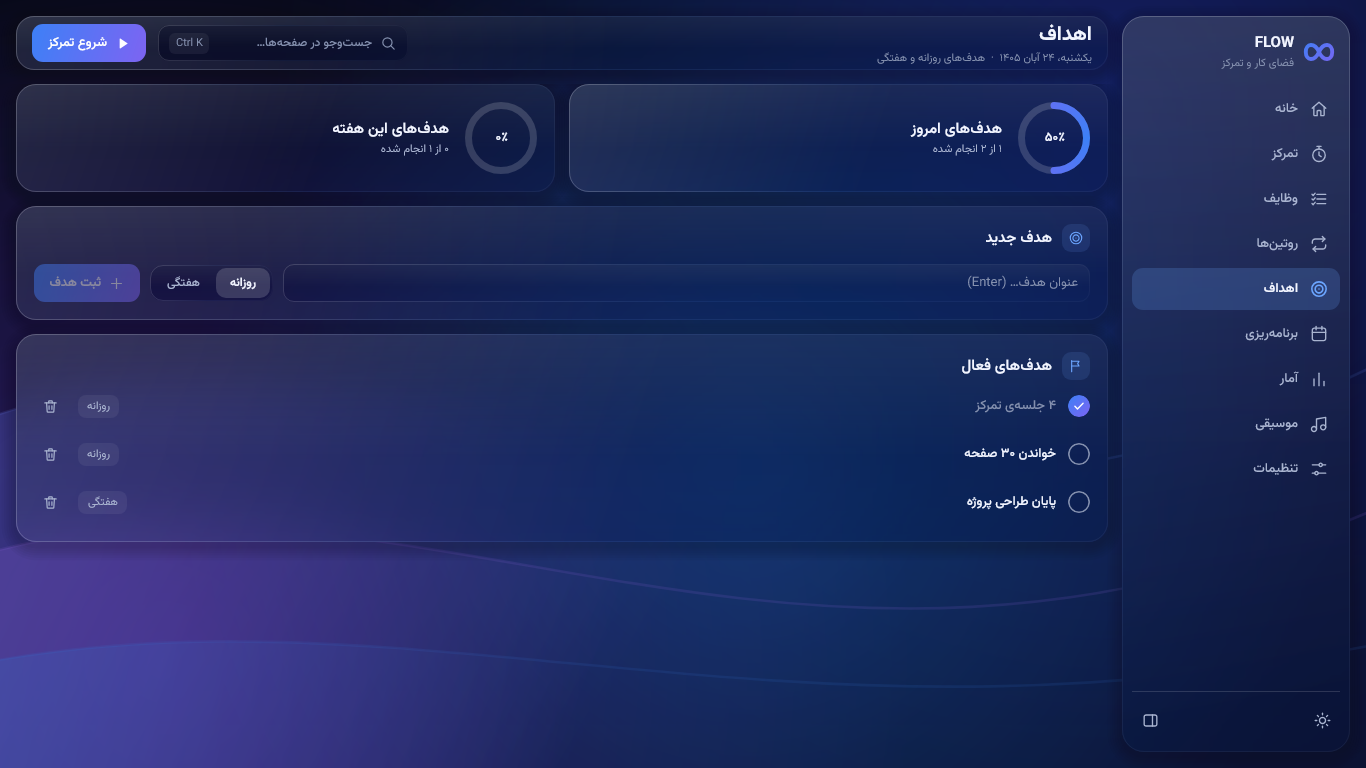 FLOW
فضای کار و تمرکز
خانه
تمرکز
وظایف
روتین‌ها
اهداف
برنامه‌ریزی
آمار
موسیقی
تنظیمات
اهداف
یکشنبه، ۲۴ آبان ۱۴۰۵ · هدف‌های روزانه و هفتگی
جست‌وجو در صفحه‌ها…
Ctrl K
شروع تمرکز
۵۰٪
هدف‌های امروز
۱ از ۲ انجام شده
۰٪
هدف‌های این هفته
۰ از ۱ انجام شده
هدف جدید
عنوان هدف… (Enter)
روزانه
هفتگی
ثبت هدف
هدف‌های فعال
۴ جلسه‌ی تمرکز
روزانه
خواندن ۳۰ صفحه
روزانه
پایان طراحی پروژه
هفتگی